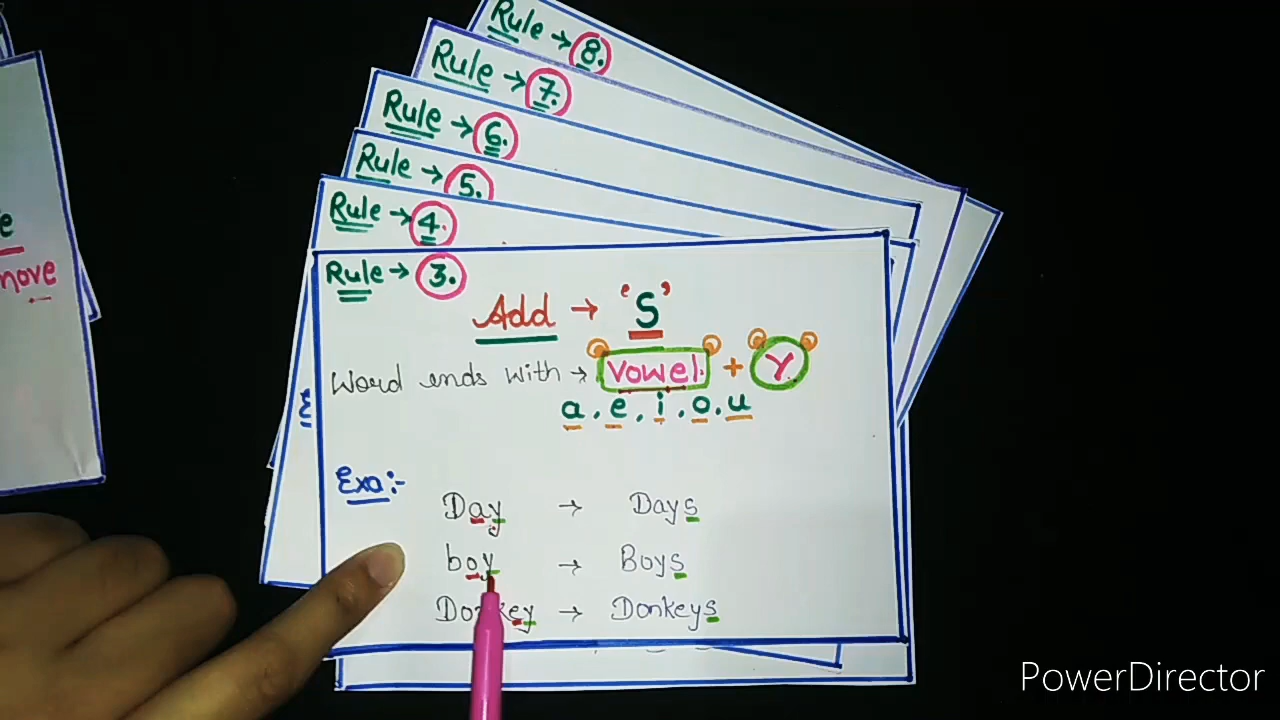 Rule → 8.
Rule → 7.
Rule → 6.
Rule → 5.
Rule → 4.
Rule → 3.
Add → 'S'
Word ends with → Vowel. + Y
a. e. i. o. u
Exa:-
Day → Days
boy → Boys
Donkey → Donkeys
PowerDirector